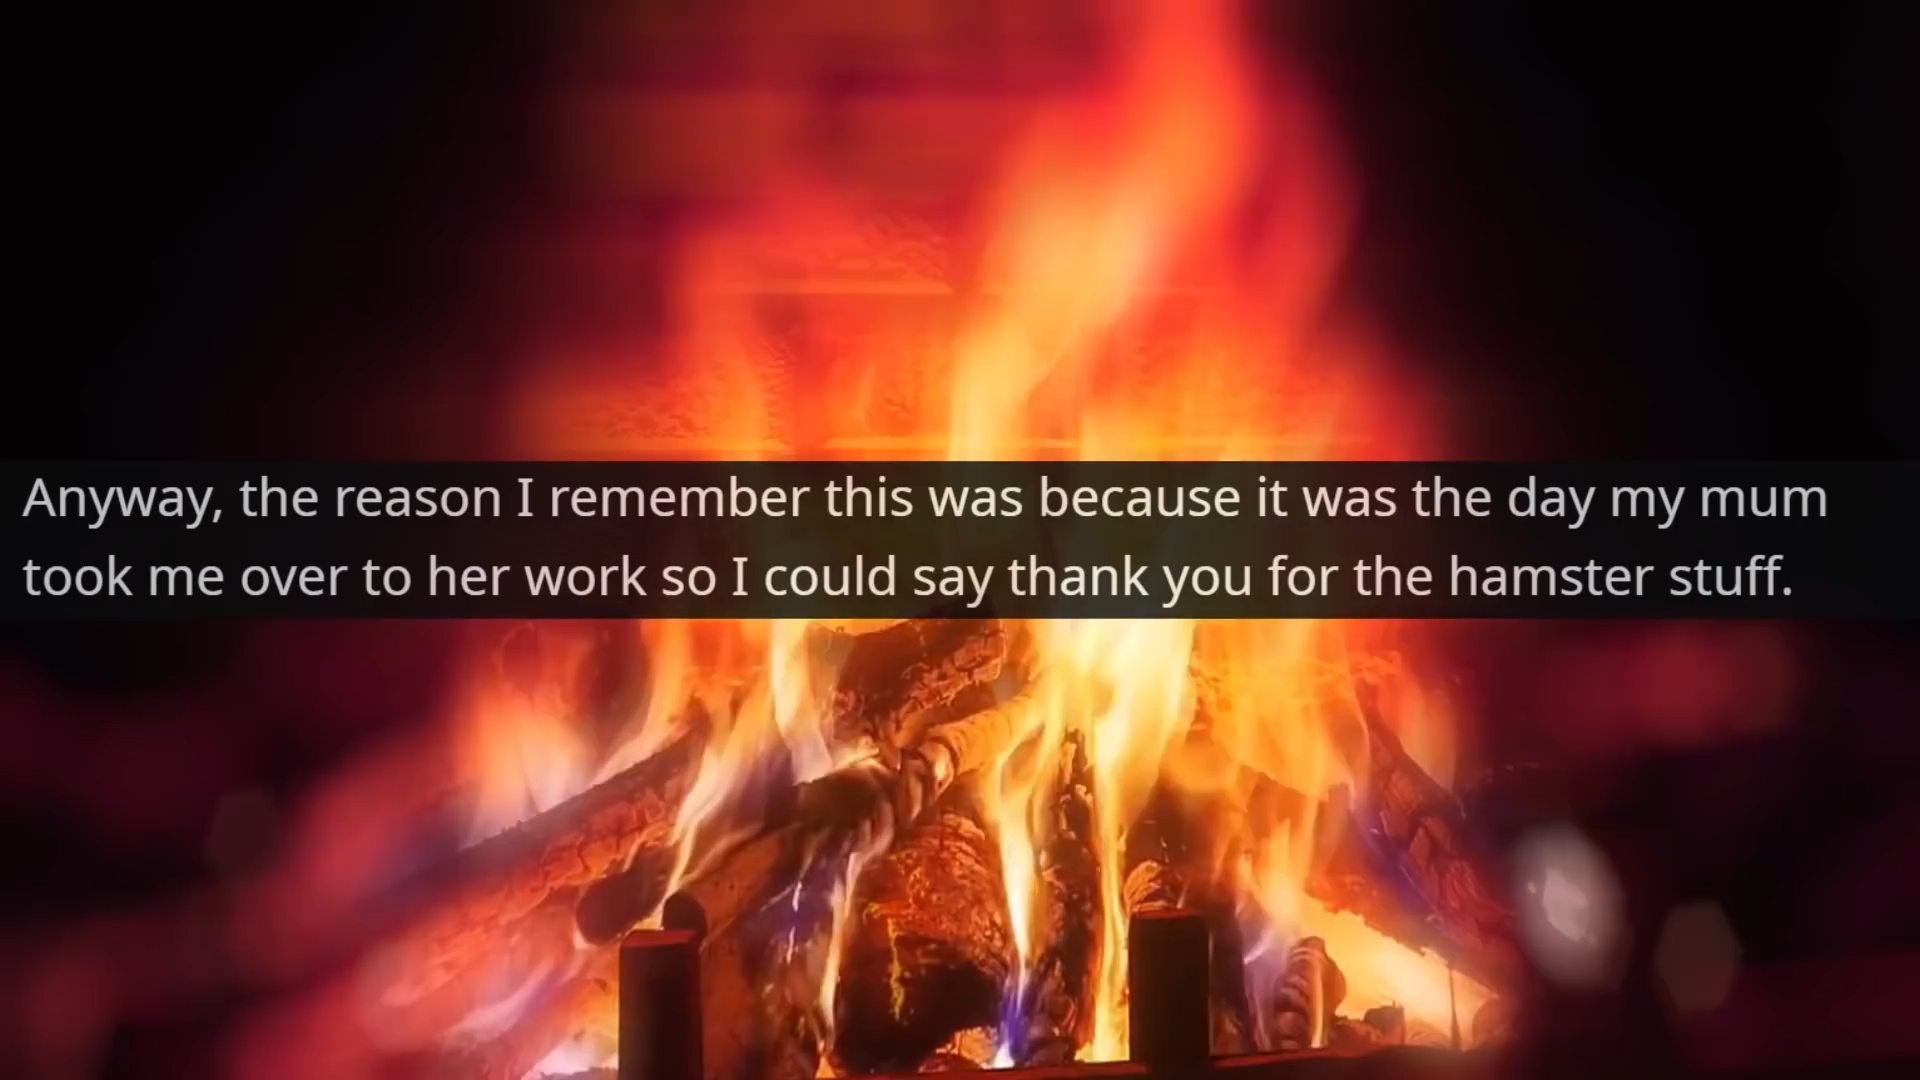 Anyway, the reason I remember this was because it was the day my mum
took me over to her work so I could say thank you for the hamster stuff.